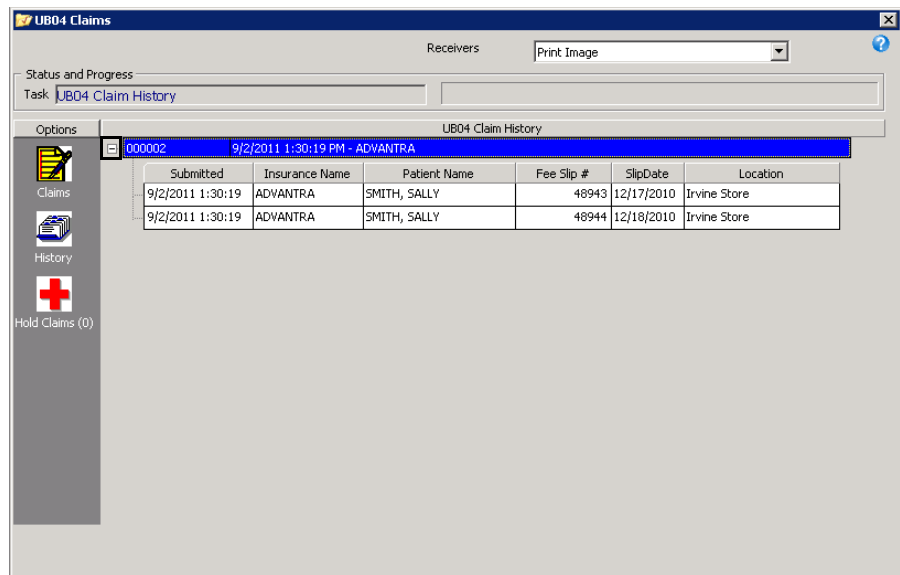 UB04 Claims
Receivers Print Image
Status and Progress
Task UB04 Claim History
Options UB04 Claim History
000002 9/2/2011 1:30:19 PM - ADVANTRA
Submitted Insurance Name Patient Name Fee Slip # SlipDate Location
9/2/2011 1:30:19 ADVANTRA SMITH, SALLY 48943 12/17/2010 Irvine Store
9/2/2011 1:30:19 ADVANTRA SMITH, SALLY 48944 12/18/2010 Irvine Store
Claims
History
Hold Claims (0)